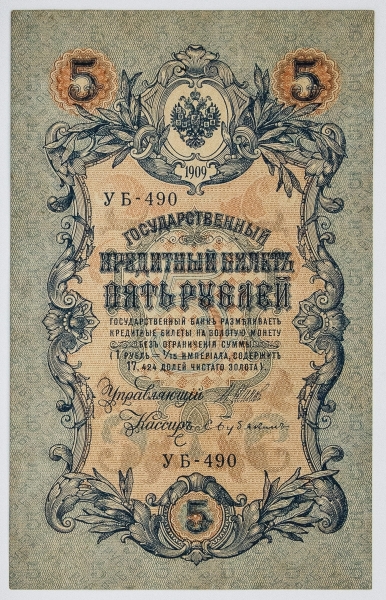 5 5
1909
УБ-490
ГОСУДАРСТВЕННЫЙ
КРЕДИТНЫЙ БИЛЕТЪ
ПЯТЬ РУБЛЕЙ
ГОСУДАРСТВЕННЫЙ БАНКЪ РАЗМѢНИВАЕТЪ
КРЕДИТНЫЕ БИЛЕТЫ НА ЗОЛОТУЮ МОНЕТУ
БЕЗЪ ОГРАНИЧЕНІЯ СУММЫ
(1 РУБЛЬ — 1/15 ИМПЕРІАЛА, СОДЕРЖИТЪ
17,424 ДОЛЕЙ ЧИСТАГО ЗОЛОТА).
Управляющій
Кассиръ
УБ-490
5